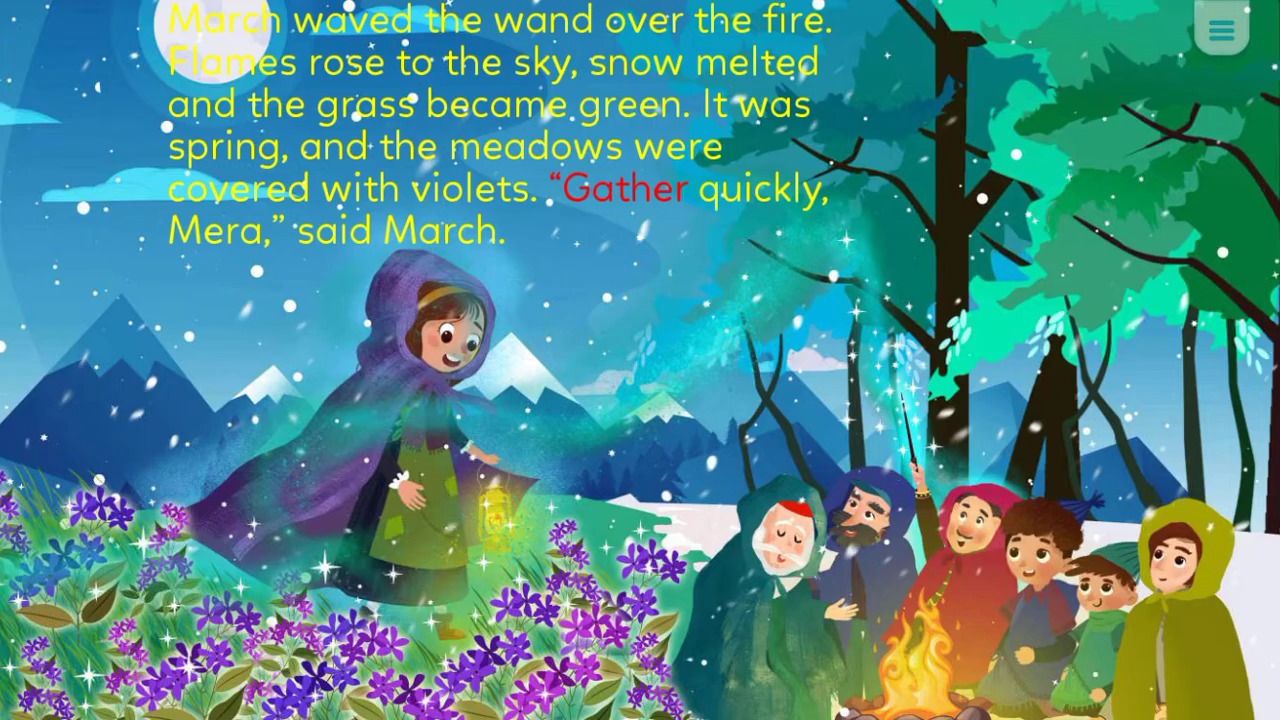 March waved the wand over the fire.
Flames rose to the sky, snow melted
and the grass became green. It was
spring, and the meadows were
covered with violets. “Gather quickly,
Mera,” said March.